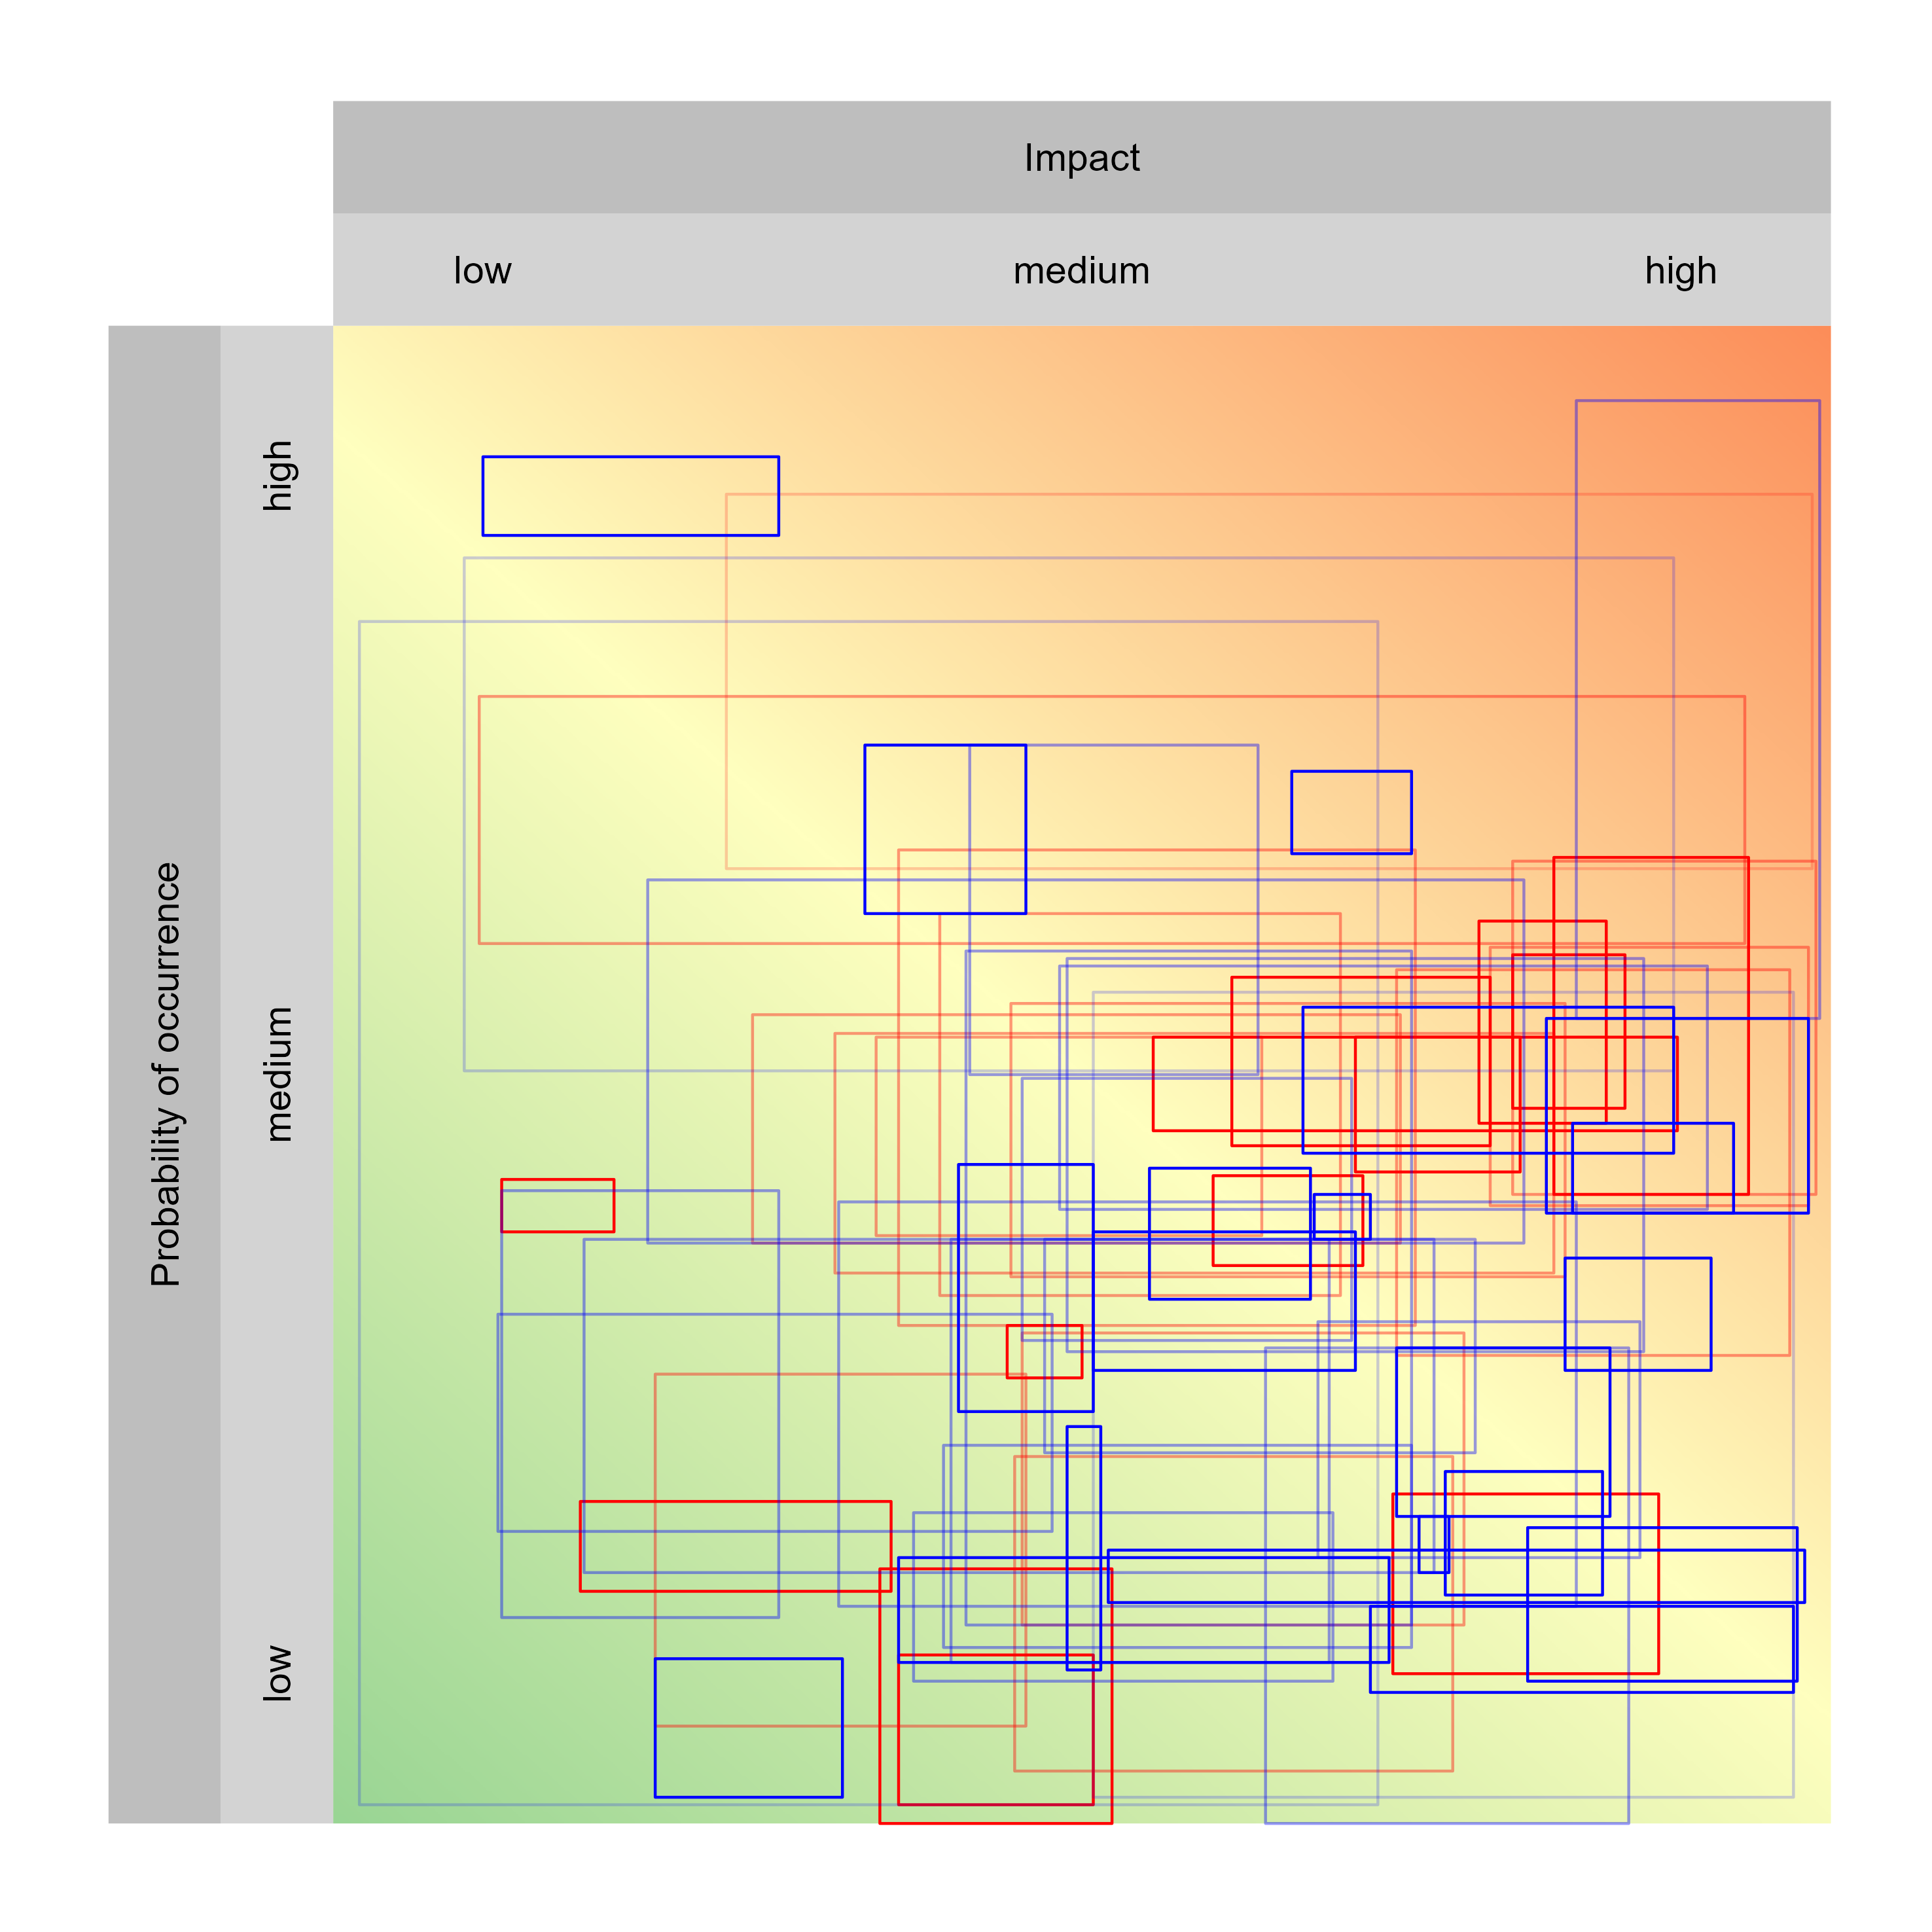 Impact
low
medium
high
Probability of occurrence
high
medium
low